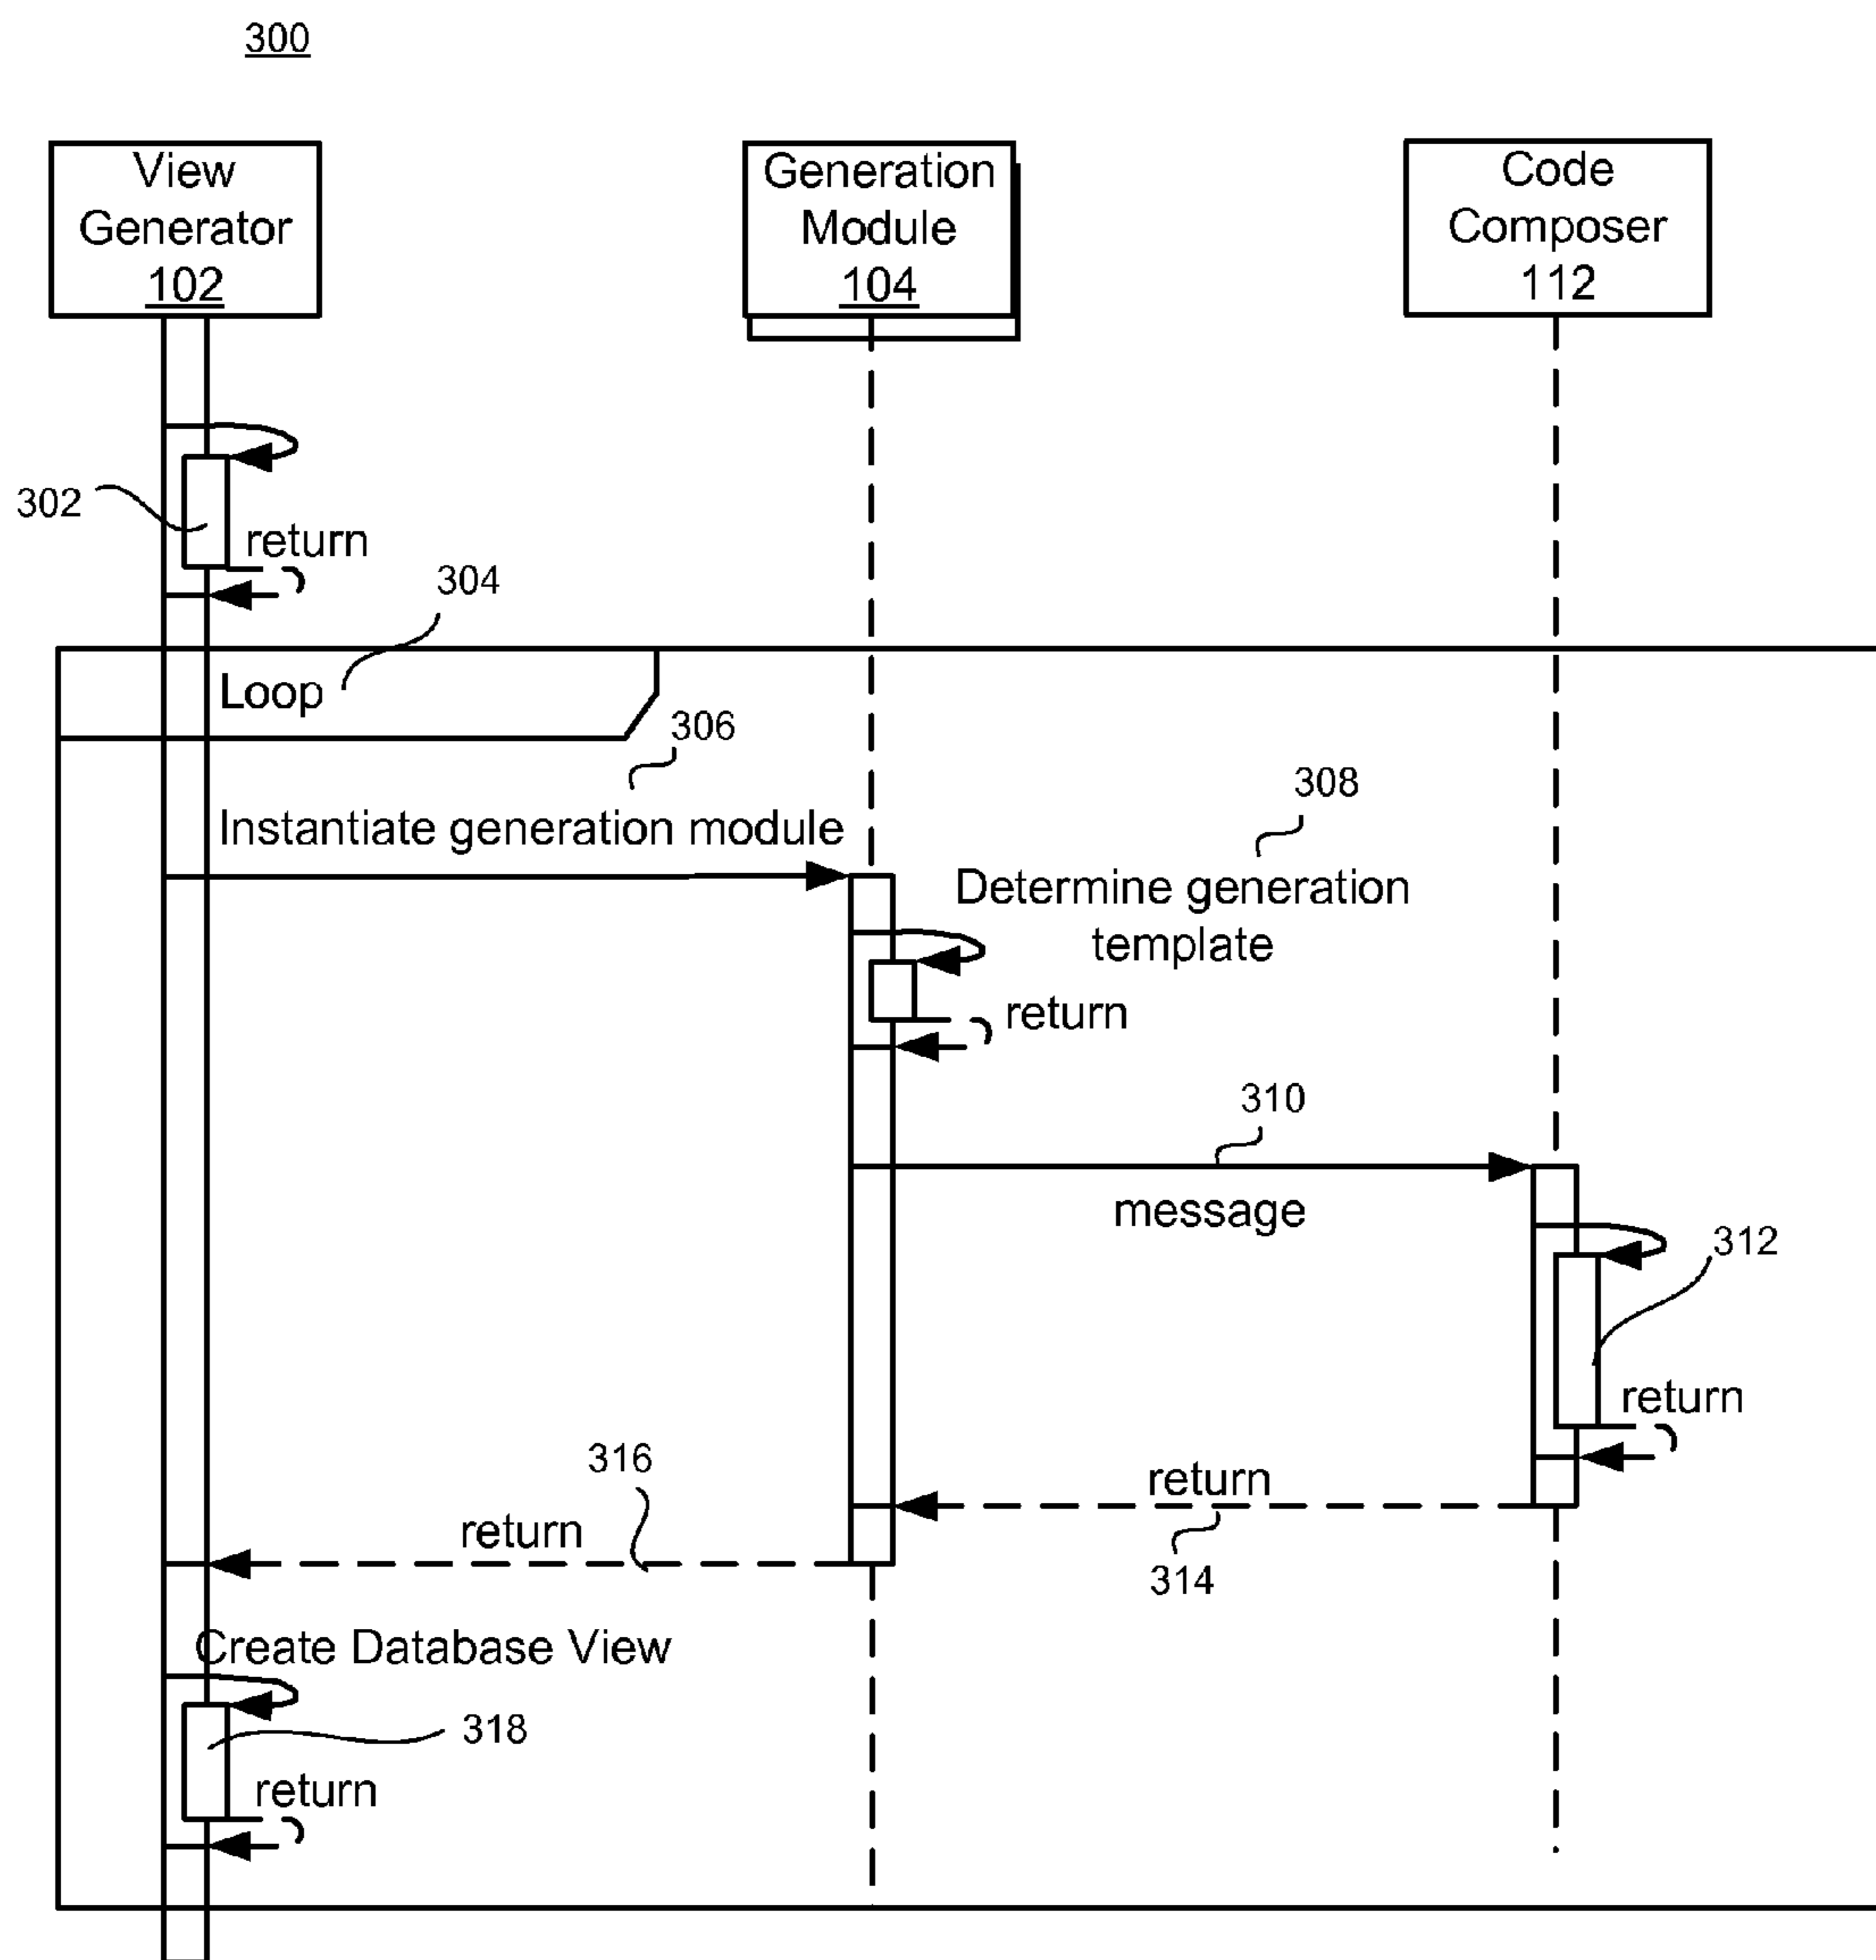 300
View
Generator
102
Generation
Module
104
Code
Composer
112
302
return
304
Loop
306
Instantiate generation module
308
Determine generation
template
return
310
message
312
return
316
return
return
314
Create Database View
318
return